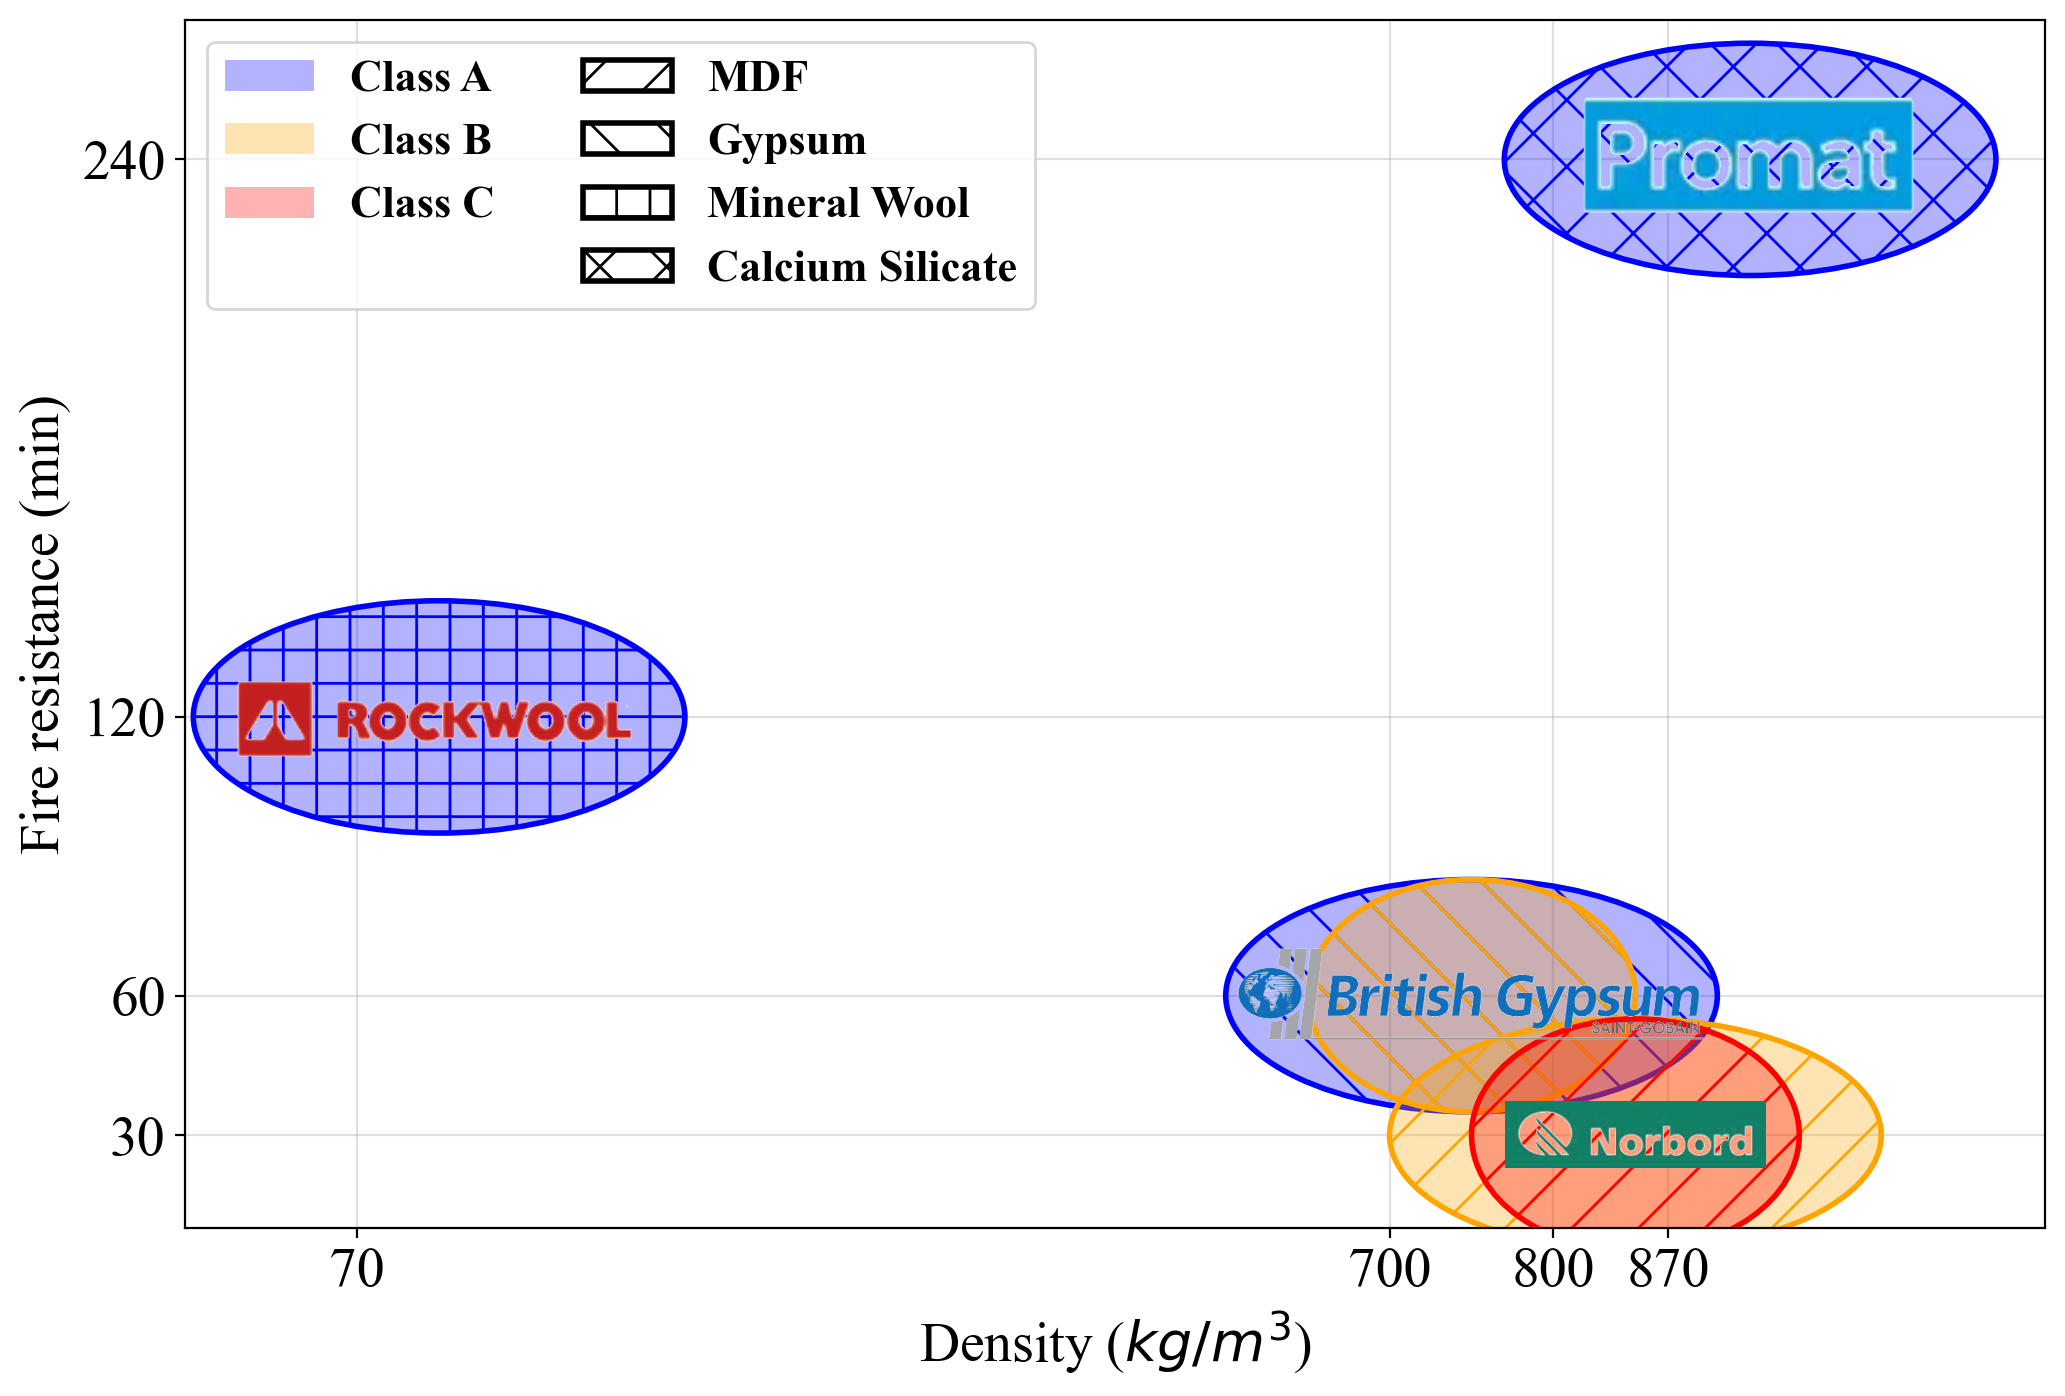 Class A
Class B
Class C
MDF
Gypsum
Mineral Wool
Calcium Silicate
Promat
ROCKWOOL
British Gypsum
SAINT-GOBAIN
Norbord
240
120
60
30
Fire resistance (min)
70
700
800
870
Density (kg/m³)